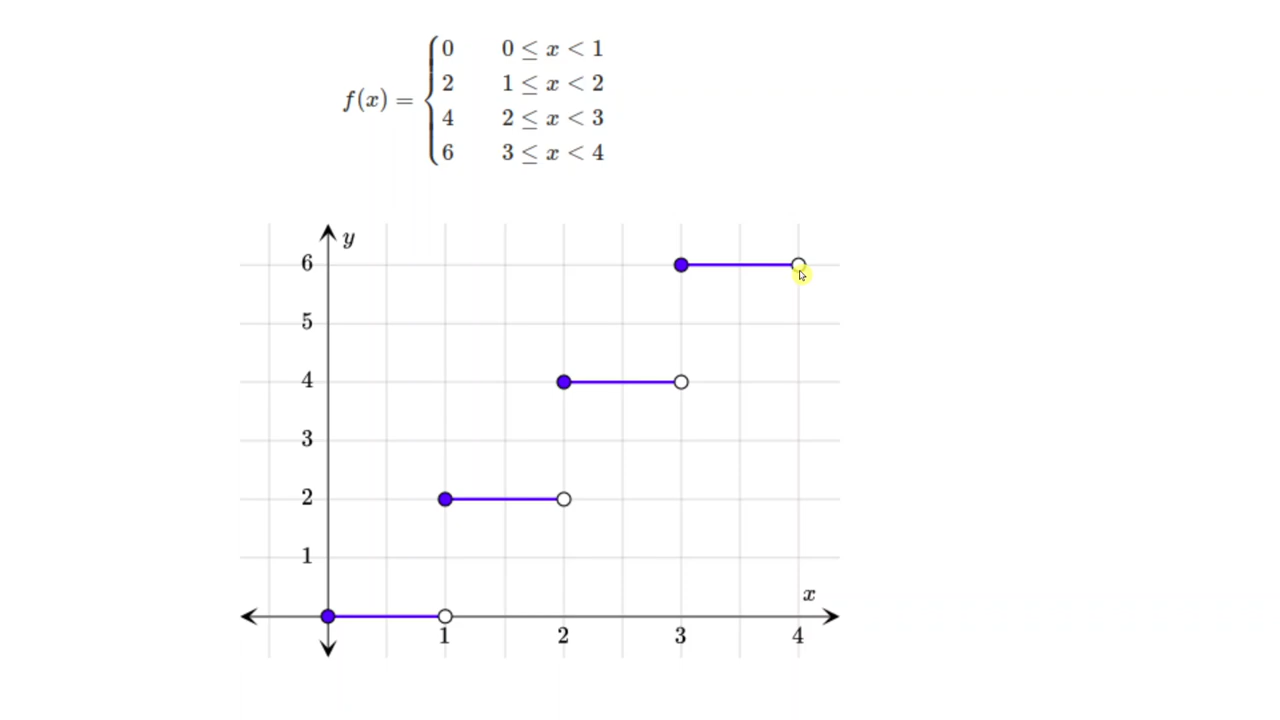 f(x) = { 0 0 ≤ x < 1
2 1 ≤ x < 2
4 2 ≤ x < 3
6 3 ≤ x < 4
y
6
5
4
3
2
1
x
1 2 3 4